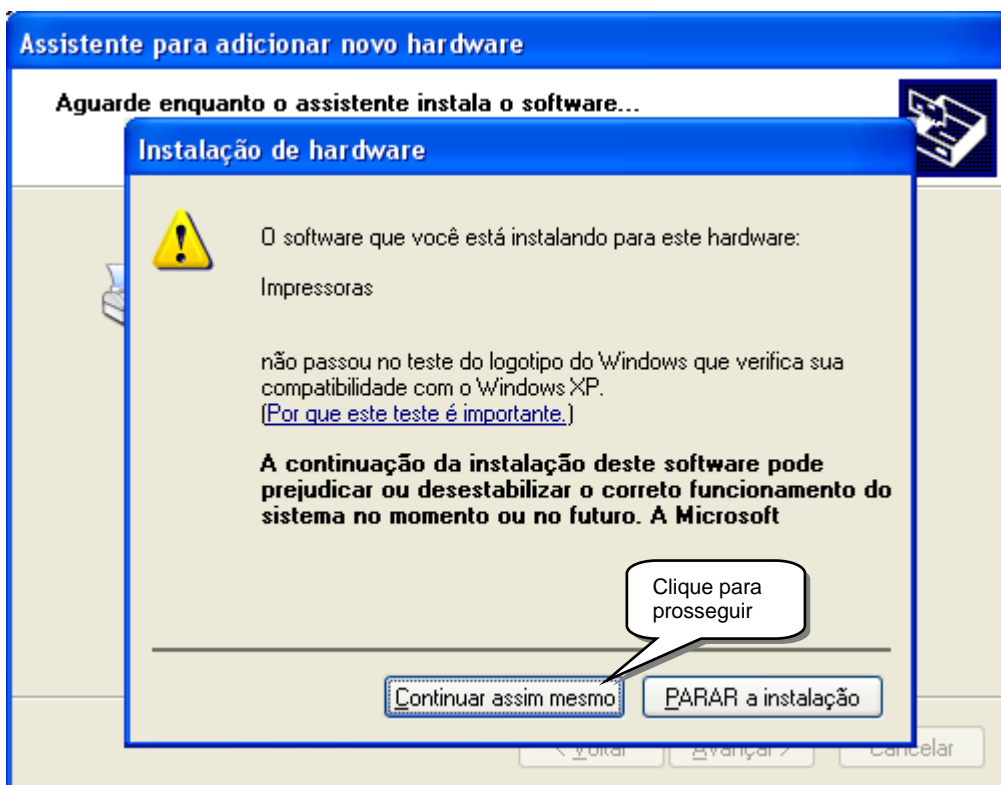 Assistente para adicionar novo hardware
Aguarde enquanto o assistente instala o software...
Instalação de hardware
O software que você está instalando para este hardware:
Impressoras
não passou no teste do logotipo do Windows que verifica sua
compatibilidade com o Windows XP.
(Por que este teste é importante.)
A continuação da instalação deste software pode
prejudicar ou desestabilizar o correto funcionamento do
sistema no momento ou no futuro. A Microsoft
Clique para
prosseguir
Continuar assim mesmo PARAR a instalação
< Voltar Avançar > Cancelar